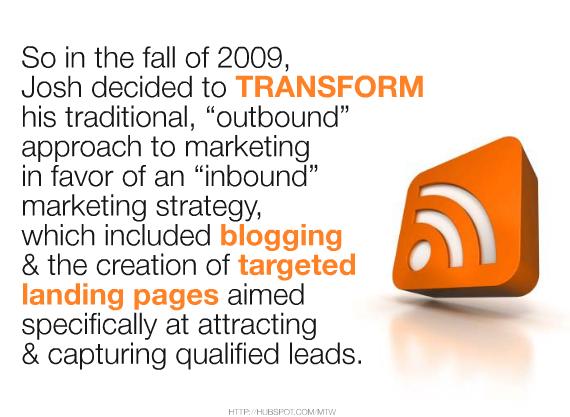 So in the fall of 2009,
Josh decided to TRANSFORM
his traditional, “outbound”
approach to marketing
in favor of an “inbound”
marketing strategy,
which included blogging
& the creation of targeted
landing pages aimed
specifically at attracting
& capturing qualified leads.
HTTP://HUBSPOT.COM/MTW